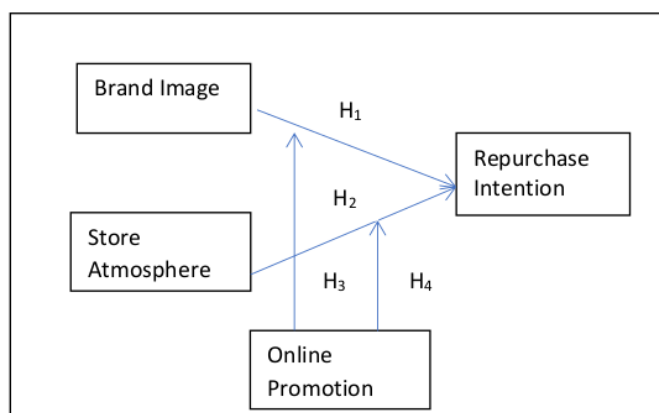 Brand Image
H₁
Repurchase
Intention
H₂
Store
Atmosphere
H₃
H₄
Online
Promotion